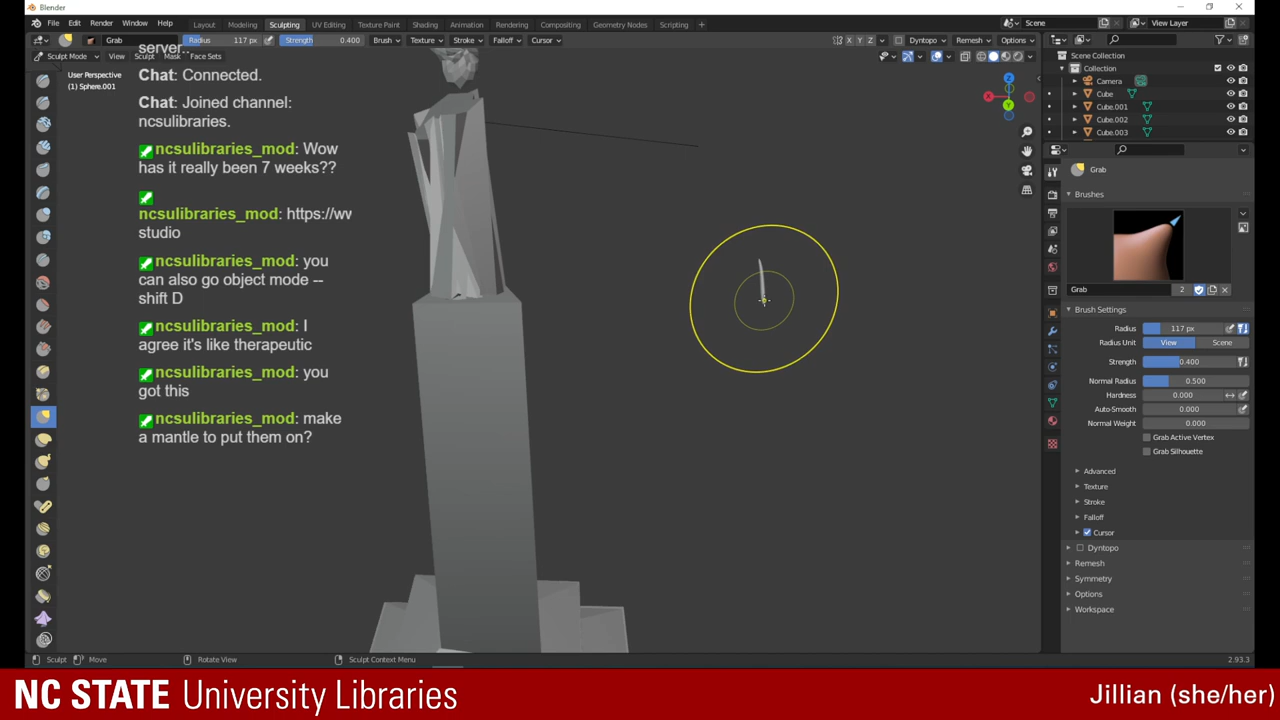 Blender
File Edit Render Window Help
Layout Modeling Sculpting UV Editing Texture Paint Shading Animation Rendering Compositing Geometry Nodes Scripting +
Scene
View Layer
Grab Radius 117 px Strength 0.400 Brush Texture Stroke Falloff Cursor
X Y Z Dyntopo Remesh Options
Sculpt Mode View Sculpt Mask Face Sets
User Perspective
(1) Sphere.001
server..
Chat: Connected.
Chat: Joined channel:
ncsulibraries.
ncsulibraries_mod: Wow
has it really been 7 weeks??
ncsulibraries_mod: https://ww
studio
ncsulibraries_mod: you
can also go object mode --
shift D
ncsulibraries_mod: I
agree it's like therapeutic
ncsulibraries_mod: you
got this
ncsulibraries_mod: make
a mantle to put them on?
Z
X
Y
Scene Collection
Collection
Camera
Cube
Cube.001
Cube.002
Cube.003
Grab
Brushes
Grab 2
Brush Settings
Radius 117 px
Radius Unit View Scene
Strength 0.400
Normal Radius 0.500
Hardness 0.000
Auto-Smooth 0.000
Normal Weight 0.000
Grab Active Vertex
Grab Silhouette
Advanced
Texture
Stroke
Falloff
Cursor
Dyntopo
Remesh
Symmetry
Options
Workspace
Sculpt Move Rotate View Sculpt Context Menu 2.93.3
NC STATE University Libraries
Jillian (she/her)